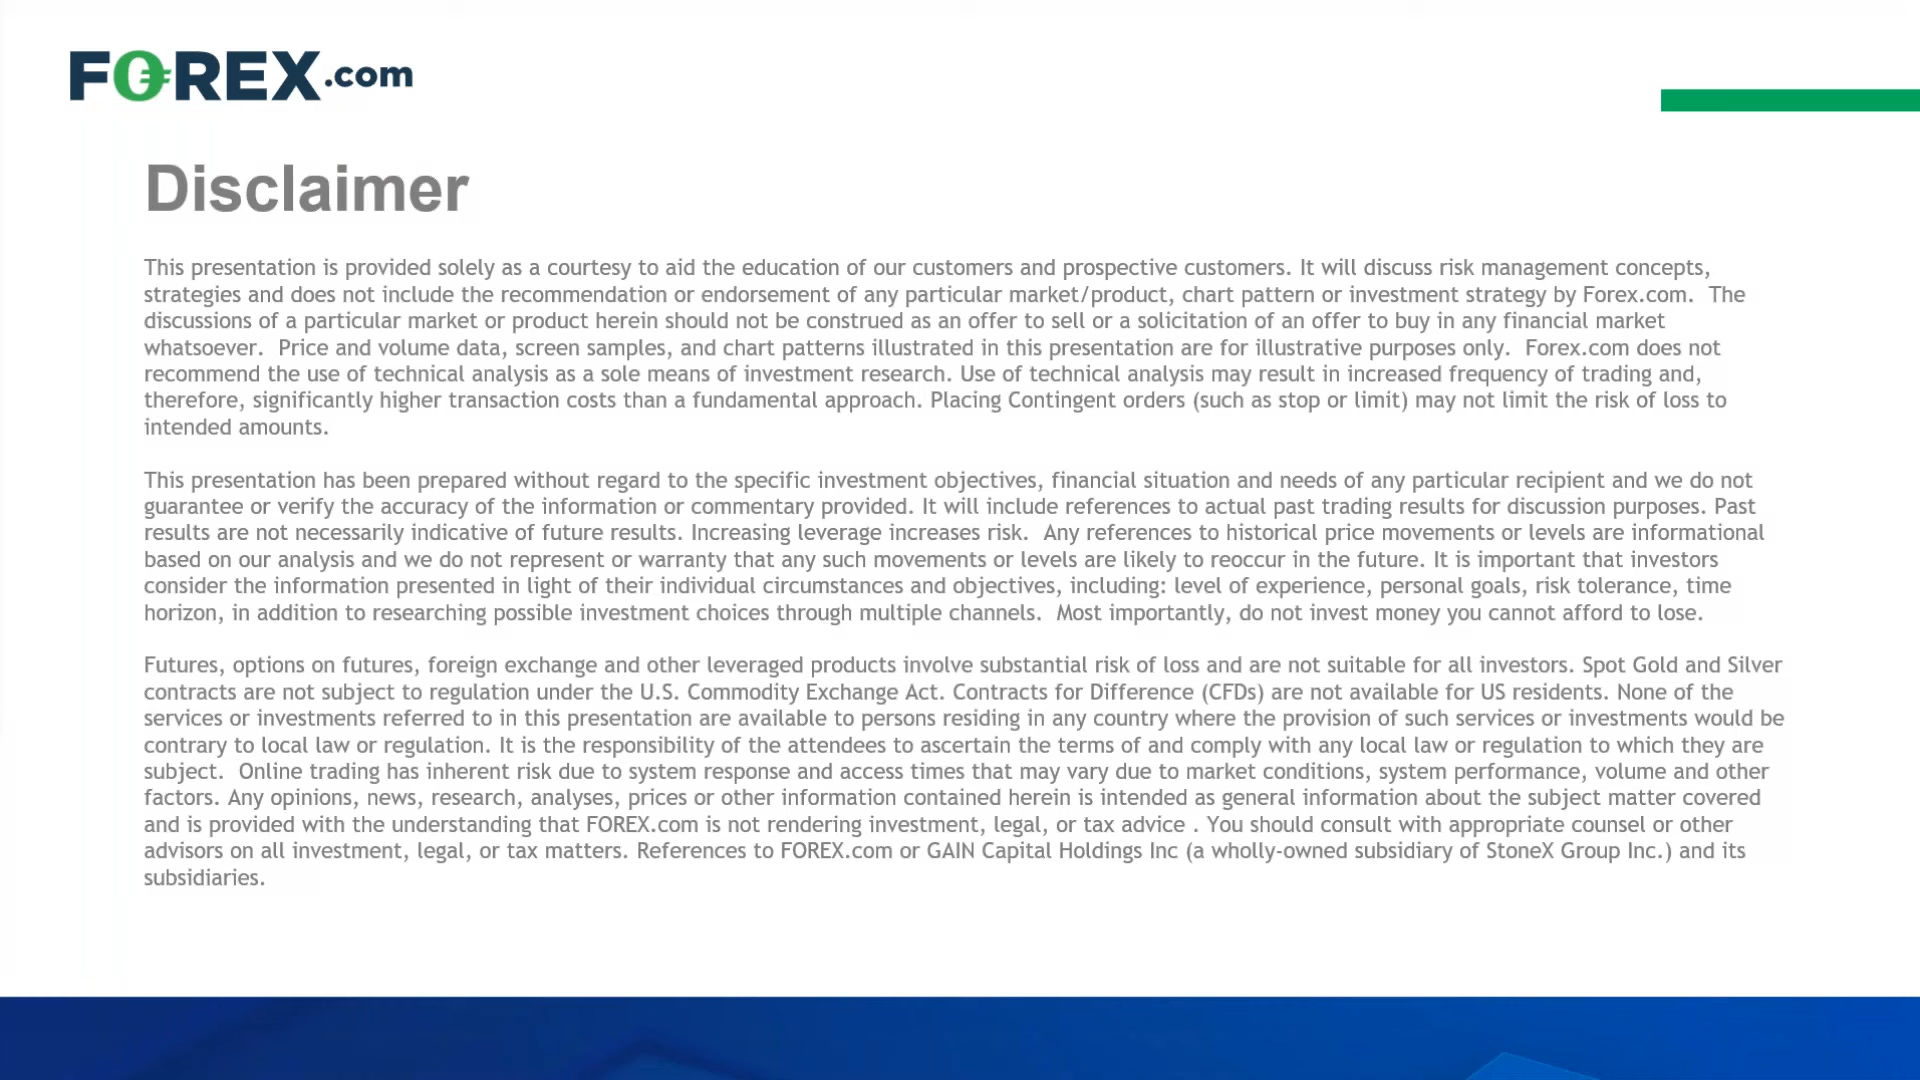 FOREX.com
Disclaimer
This presentation is provided solely as a courtesy to aid the education of our customers and prospective customers. It will discuss risk management concepts,
strategies and does not include the recommendation or endorsement of any particular market/product, chart pattern or investment strategy by Forex.com.  The
discussions of a particular market or product herein should not be construed as an offer to sell or a solicitation of an offer to buy in any financial market
whatsoever.  Price and volume data, screen samples, and chart patterns illustrated in this presentation are for illustrative purposes only.  Forex.com does not
recommend the use of technical analysis as a sole means of investment research. Use of technical analysis may result in increased frequency of trading and,
therefore, significantly higher transaction costs than a fundamental approach. Placing Contingent orders (such as stop or limit) may not limit the risk of loss to
intended amounts.
This presentation has been prepared without regard to the specific investment objectives, financial situation and needs of any particular recipient and we do not
guarantee or verify the accuracy of the information or commentary provided. It will include references to actual past trading results for discussion purposes. Past
results are not necessarily indicative of future results. Increasing leverage increases risk.  Any references to historical price movements or levels are informational
based on our analysis and we do not represent or warranty that any such movements or levels are likely to reoccur in the future. It is important that investors
consider the information presented in light of their individual circumstances and objectives, including: level of experience, personal goals, risk tolerance, time
horizon, in addition to researching possible investment choices through multiple channels.  Most importantly, do not invest money you cannot afford to lose.
Futures, options on futures, foreign exchange and other leveraged products involve substantial risk of loss and are not suitable for all investors. Spot Gold and Silver
contracts are not subject to regulation under the U.S. Commodity Exchange Act. Contracts for Difference (CFDs) are not available for US residents. None of the
services or investments referred to in this presentation are available to persons residing in any country where the provision of such services or investments would be
contrary to local law or regulation. It is the responsibility of the attendees to ascertain the terms of and comply with any local law or regulation to which they are
subject.  Online trading has inherent risk due to system response and access times that may vary due to market conditions, system performance, volume and other
factors. Any opinions, news, research, analyses, prices or other information contained herein is intended as general information about the subject matter covered
and is provided with the understanding that FOREX.com is not rendering investment, legal, or tax advice . You should consult with appropriate counsel or other
advisors on all investment, legal, or tax matters. References to FOREX.com or GAIN Capital Holdings Inc (a wholly-owned subsidiary of StoneX Group Inc.) and its
subsidiaries.